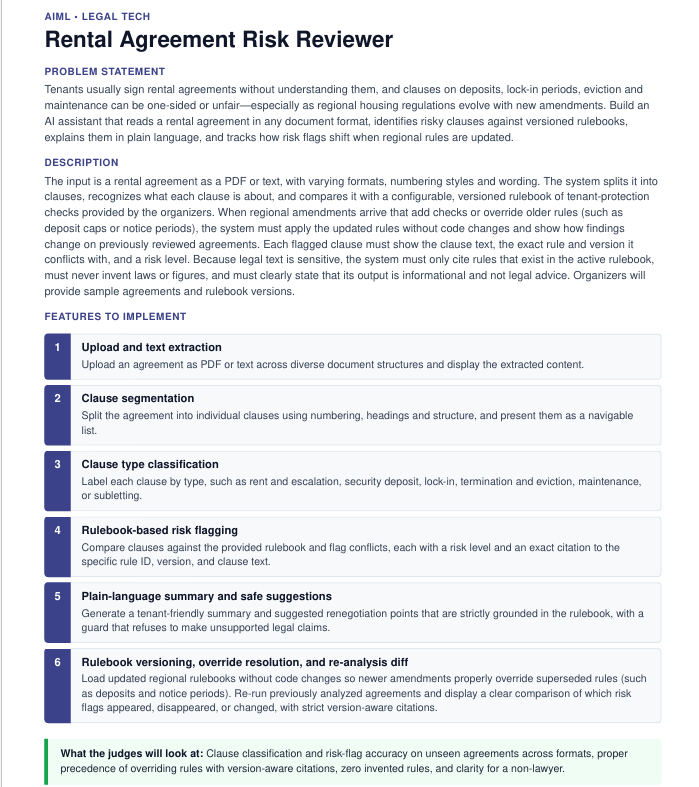 AIML • LEGAL TECH
Rental Agreement Risk Reviewer
PROBLEM STATEMENT
Tenants usually sign rental agreements without understanding them, and clauses on deposits, lock-in periods, eviction and
maintenance can be one-sided or unfair—especially as regional housing regulations evolve with new amendments. Build an
AI assistant that reads a rental agreement in any document format, identifies risky clauses against versioned rulebooks,
explains them in plain language, and tracks how risk flags shift when regional rules are updated.
DESCRIPTION
The input is a rental agreement as a PDF or text, with varying formats, numbering styles and wording. The system splits it into
clauses, recognizes what each clause is about, and compares it with a configurable, versioned rulebook of tenant-protection
checks provided by the organizers. When regional amendments arrive that add checks or override older rules (such as
deposit caps or notice periods), the system must apply the updated rules without code changes and show how findings
change on previously reviewed agreements. Each flagged clause must show the clause text, the exact rule and version it
conflicts with, and a risk level. Because legal text is sensitive, the system must only cite rules that exist in the active rulebook,
must never invent laws or figures, and must clearly state that its output is informational and not legal advice. Organizers will
provide sample agreements and rulebook versions.
FEATURES TO IMPLEMENT
1
Upload and text extraction
Upload an agreement as PDF or text across diverse document structures and display the extracted content.
2
Clause segmentation
Split the agreement into individual clauses using numbering, headings and structure, and present them as a navigable
list.
3
Clause type classification
Label each clause by type, such as rent and escalation, security deposit, lock-in, termination and eviction, maintenance,
or subletting.
4
Rulebook-based risk flagging
Compare clauses against the provided rulebook and flag conflicts, each with a risk level and an exact citation to the
specific rule ID, version, and clause text.
5
Plain-language summary and safe suggestions
Generate a tenant-friendly summary and suggested renegotiation points that are strictly grounded in the rulebook, with a
guard that refuses to make unsupported legal claims.
6
Rulebook versioning, override resolution, and re-analysis diff
Load updated regional rulebooks without code changes so newer amendments properly override superseded rules (such
as deposits and notice periods). Re-run previously analyzed agreements and display a clear comparison of which risk
flags appeared, disappeared, or changed, with strict version-aware citations.
What the judges will look at: Clause classification and risk-flag accuracy on unseen agreements across formats, proper
precedence of overriding rules with version-aware citations, zero invented rules, and clarity for a non-lawyer.